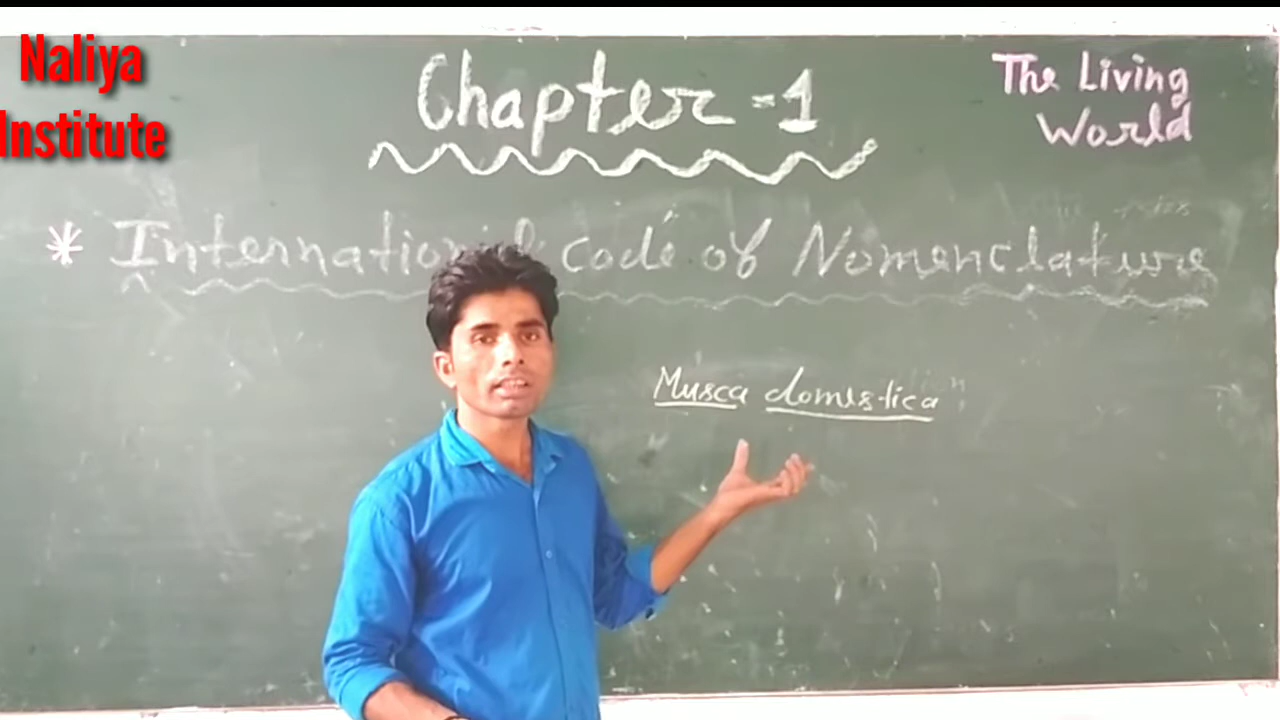 Naliya
Institute
Chapter - 1
The Living
World
* International code of Nomenclature
Musca domestica